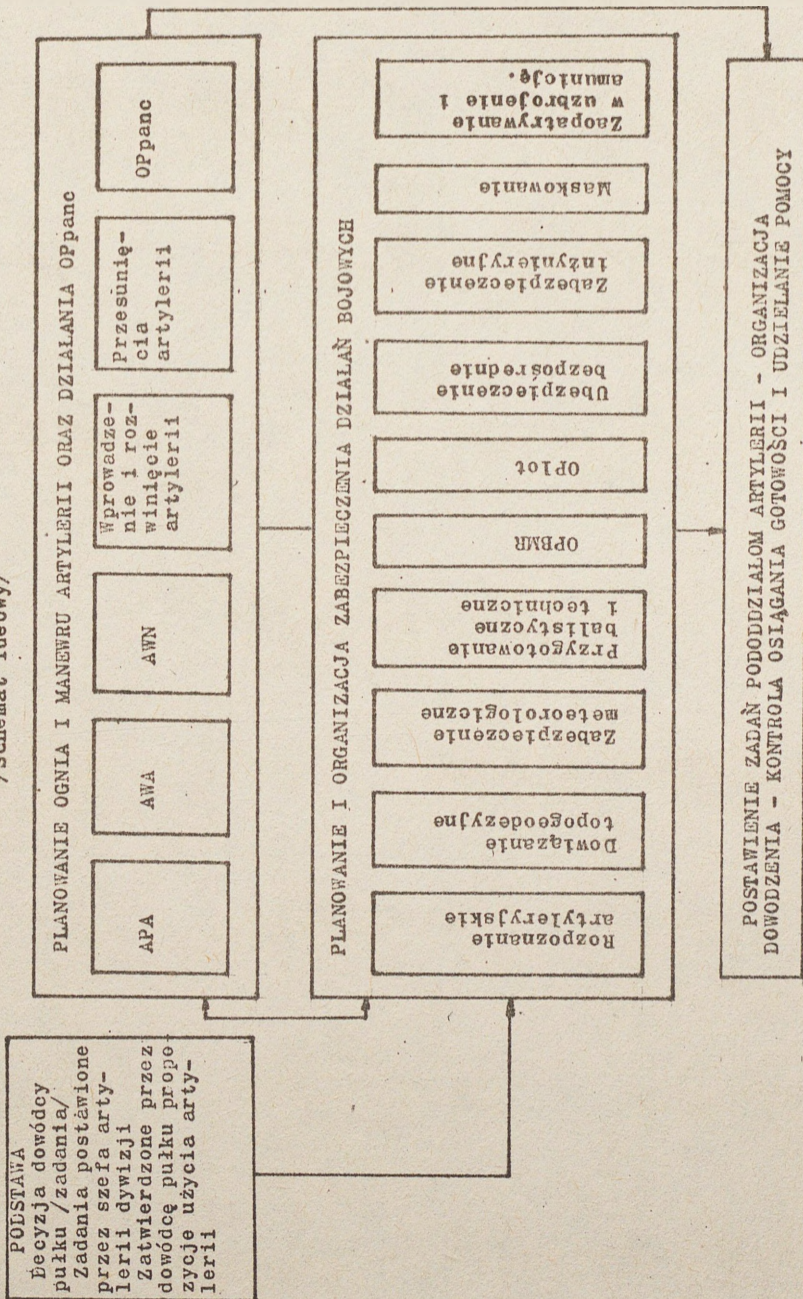 /schemat ideowy/
PODSTAWA
Decyzja dowódcy
pułku /zadania/
Zadania postawione
przez szefa arty-
lerii dywizji
Zatwierdzone przez
dowódcę pułku propo
zycje użycia arty-
lerii
PLANOWANIE OGNIA I MANEWRU ARTYLERII ORAZ DZIAŁANIA OPpanc
APA
AWA
AWN
Wprowadze-
nie i roz-
winięcie
artylerii
Przesunię-
cia
artylerii
OPpanc
PLANOWANIE I ORGANIZACJA ZABEZPIECZENIA DZIAŁAŃ BOJOWYCH
Rozpoznanie
artyleryjskie
Dowiązanie
topogeodezyjne
Zabezpieczenie
meteorologiczne
Przygotowanie
balistyczne
i techniczne
OPBMR
OPlot
Ubezpieczenie
bezpośrednie
Zabezpieczenie
inżynieryjne
Maskowanie
Zaopatrywanie
w uzbrojenie i
amunicję.
POSTAWIENIE ZADAŃ PODODDZIAŁOM ARTYLERII - ORGANIZACJA
DOWODZENIA - KONTROLA OSIĄGANIA GOTOWOŚCI I UDZIELANIE POMOCY